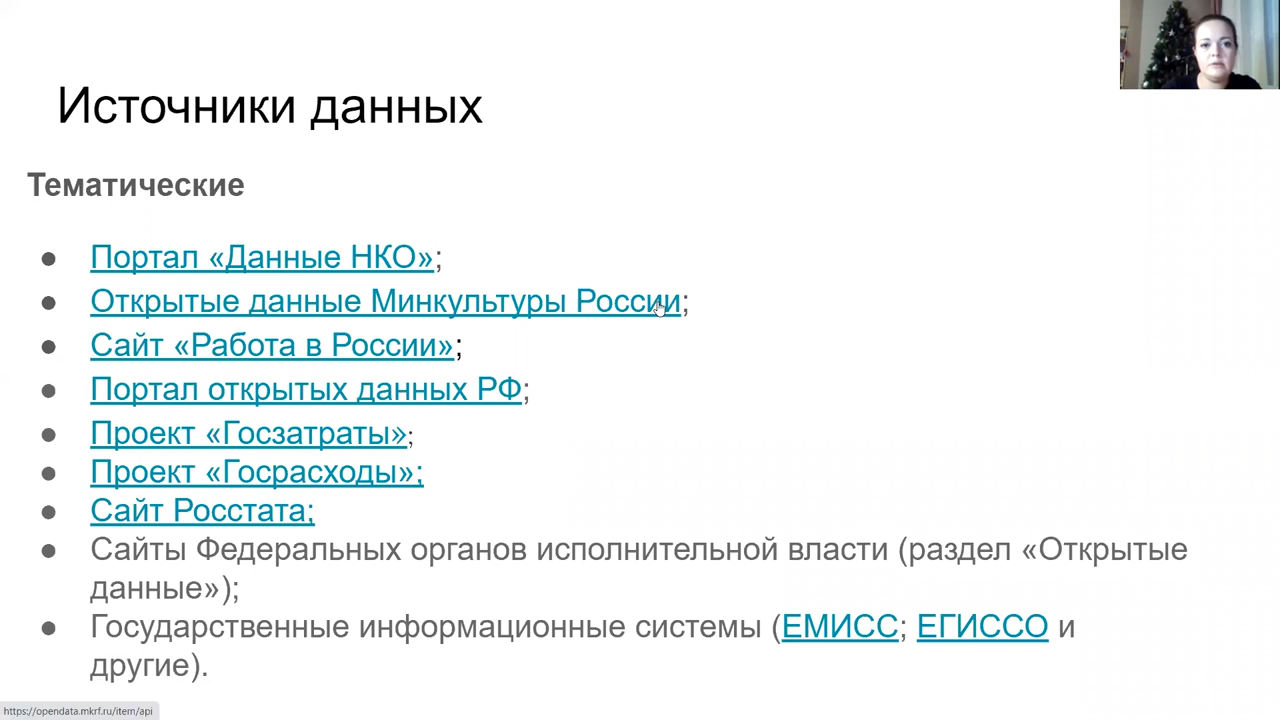 Источники данных
Тематические
● Портал «Данные НКО»;
● Открытые данные Минкультуры России;
● Сайт «Работа в России»;
● Портал открытых данных РФ;
● Проект «Госзатраты»;
● Проект «Госрасходы»;
● Сайт Росстата;
● Сайты Федеральных органов исполнительной власти (раздел «Открытые
данные»);
● Государственные информационные системы (ЕМИСС; ЕГИССО и
другие).
https://opendata.mkrf.ru/item/api